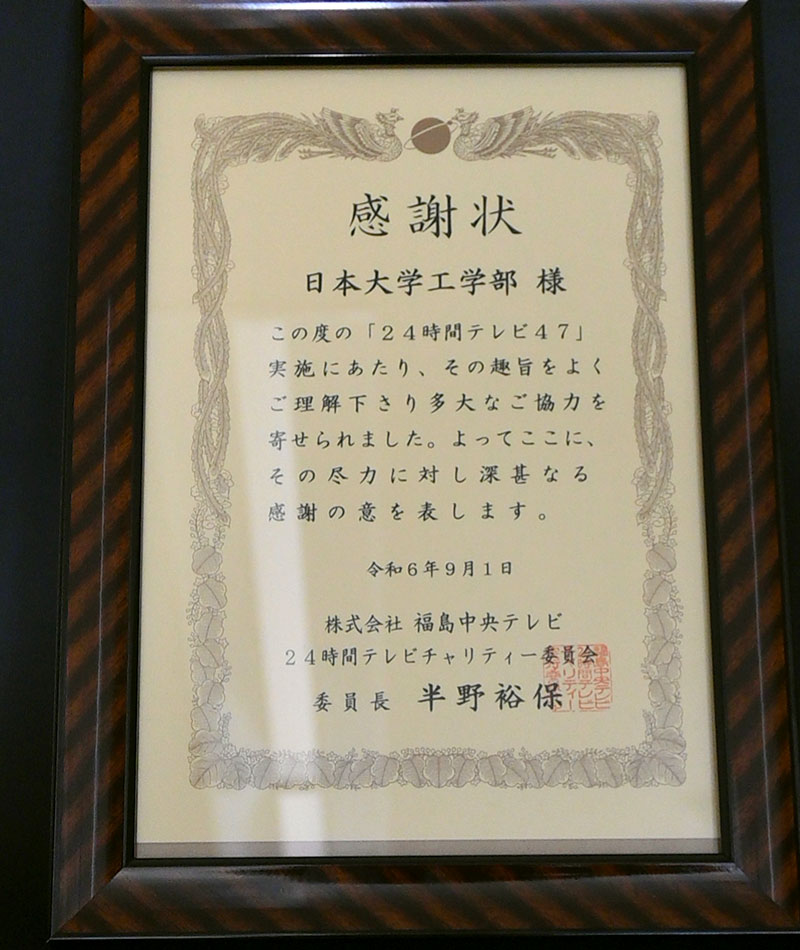 感謝状
日本大学工学部 様
この度の「24時間テレビ47」
実施にあたり、その趣旨をよく
ご理解下さり多大なご協力を
寄せられました。よってここに、
その尽力に対し深甚なる
感謝の意を表します。
令和6年9月1日
株式会社 福島中央テレビ
24時間テレビチャリティー委員会
委員長 半野裕保